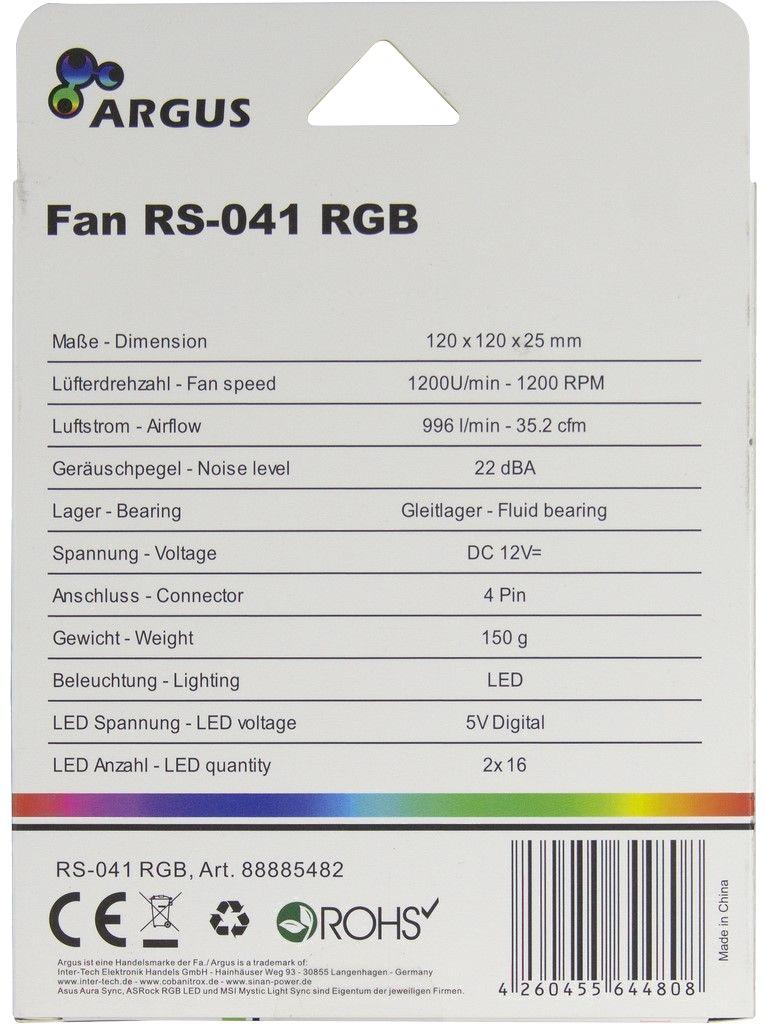 ARGUS
Fan RS-041 RGB
Maße - Dimension 120 x 120 x 25 mm
Lüfterdrehzahl - Fan speed 1200U/min - 1200 RPM
Luftstrom - Airflow 996 l/min - 35.2 cfm
Geräuschpegel - Noise level 22 dBA
Lager - Bearing Gleitlager - Fluid bearing
Spannung - Voltage DC 12V=
Anschluss - Connector 4 Pin
Gewicht - Weight 150 g
Beleuchtung - Lighting LED
LED Spannung - LED voltage 5V Digital
LED Anzahl - LED quantity 2x 16
RS-041 RGB, Art. 88885482
CE ROHS
Argus ist eine Handelsmarke der Fa./ Argus is a trademark of:
Inter-Tech Elektronik Handels GmbH - Hainhäuser Weg 93 - 30855 Langenhagen - Germany
www.inter-tech.de - www.cobanitrox.de - www.sinan-power.de
Asus Aura Sync, ASRock RGB LED und MSI Mystic Light Sync sind Eigentum der jeweiligen Firmen.
4 260455 644808
Made in China